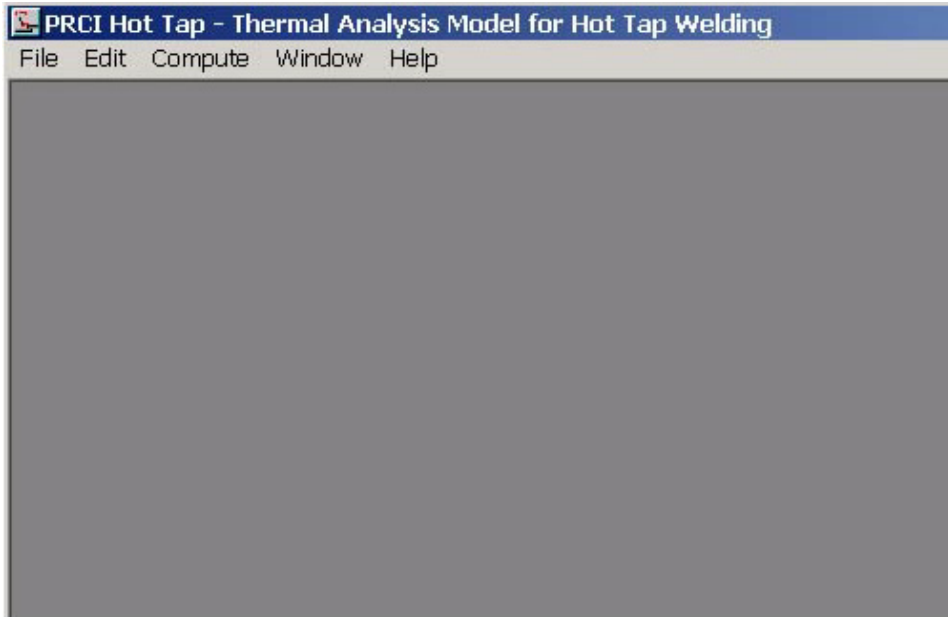 PRCI Hot Tap - Thermal Analysis Model for Hot Tap Welding
File Edit Compute Window Help